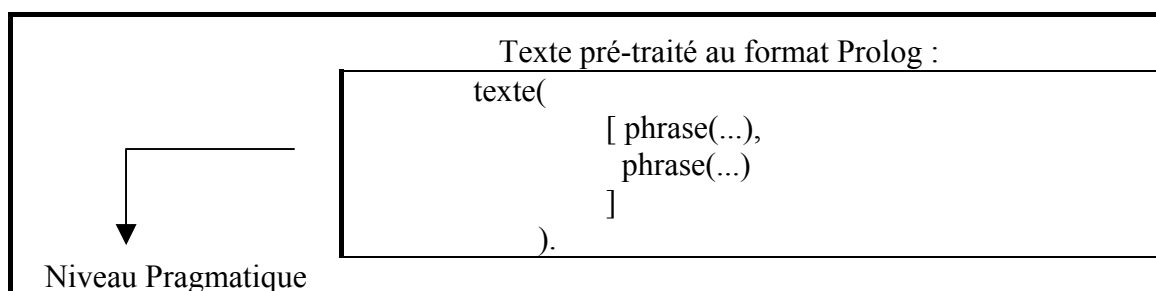 Texte pré-traité au format Prolog :
texte(
[ phrase(...),
phrase(...)
]
).
Niveau Pragmatique